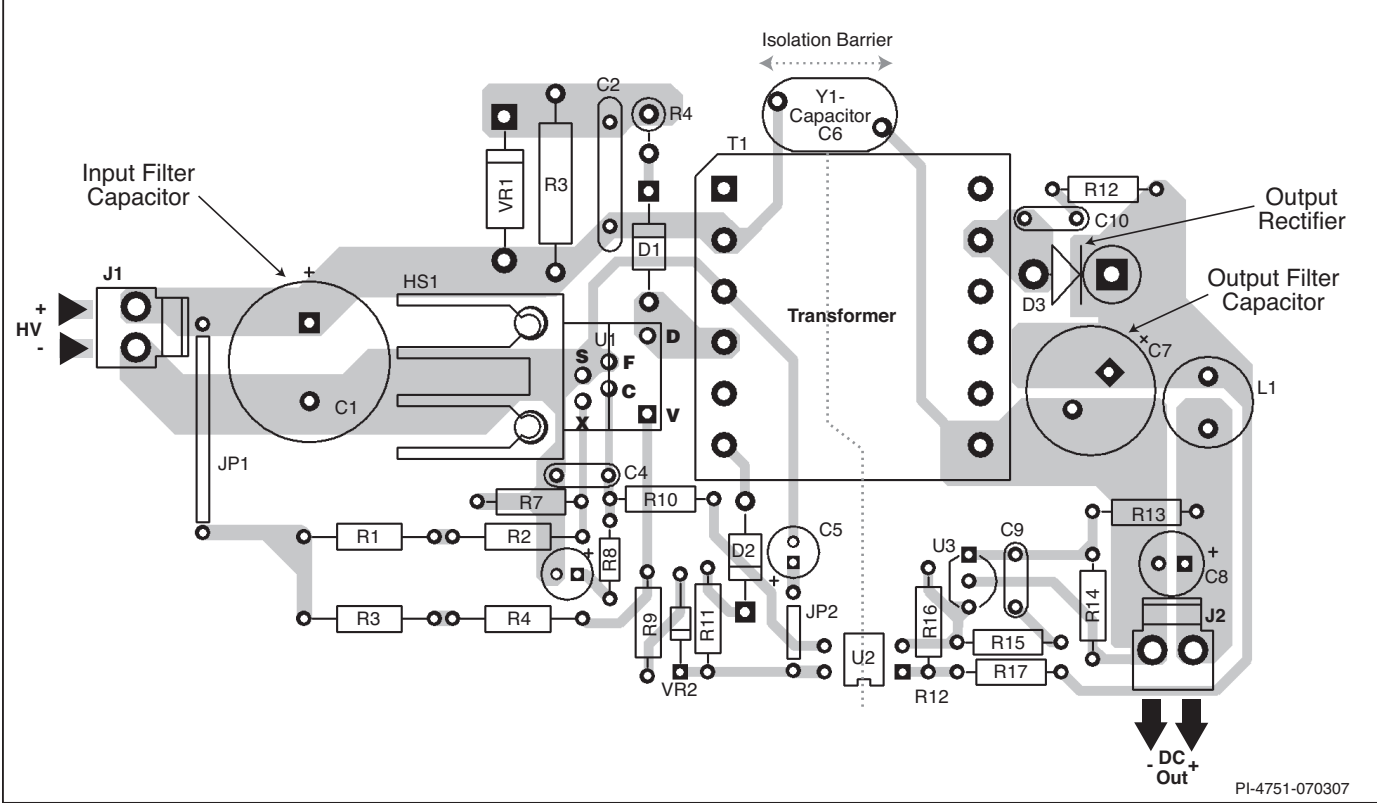 Isolation Barrier
Y1-
Capacitor
C6
C2
R4
T1
Input Filter
Capacitor
VR1
R3
R12
C10
Output
Rectifier
D1
J1
+
HS1
D3
Output Filter
Capacitor
+
HV
-
Transformer
U1
D
S
F
C
X
V
+
C7
C1
L1
JP1
C4
R7
R10
R13
R1
R2
+
R8
D2
C5
+
U3
C9
+
C8
R14
R3
R4
R9
R11
JP2
R16
J2
U2
R15
R17
VR2
R12
- DC +
Out
PI-4751-070307